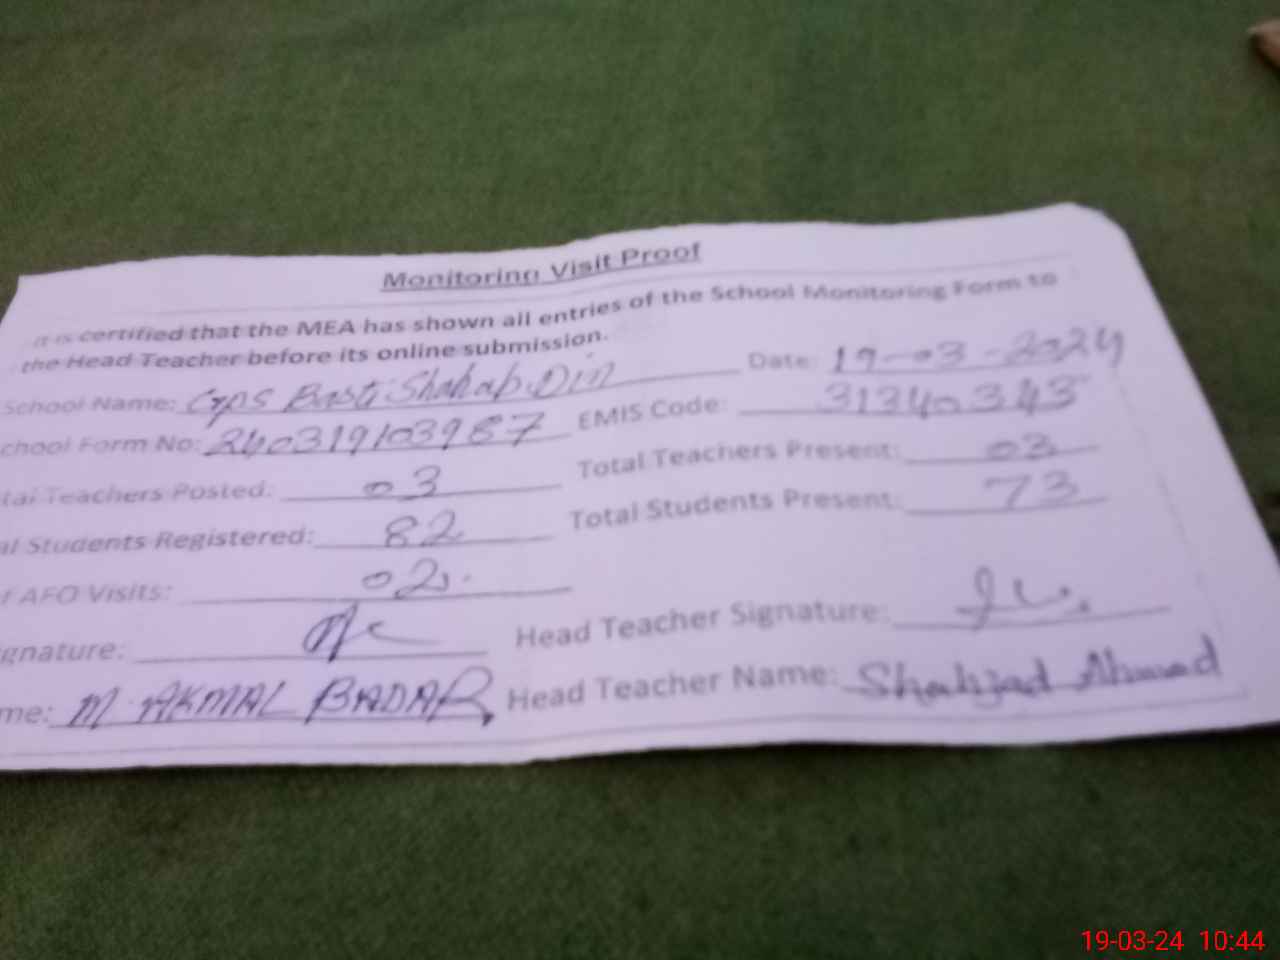 Monitoring Visit Proof
It is certified that the MEA has shown all entries of the School Monitoring Form to
the Head Teacher before its online submission.
Date: 19-03-2024
School Name: Gps Basti Shahab Din
EMIS Code: 31340343
chool Form No: 240319103987
Total Teachers Present: 03
tal Teachers Posted: 03
Total Students Present: 73
al Students Registered: 82
f AFO Visits: 02
Head Teacher Signature:
gnature:
Head Teacher Name: Shahzad Ahmad
me: M. AKMAL BADAR
19-03-24 10:44